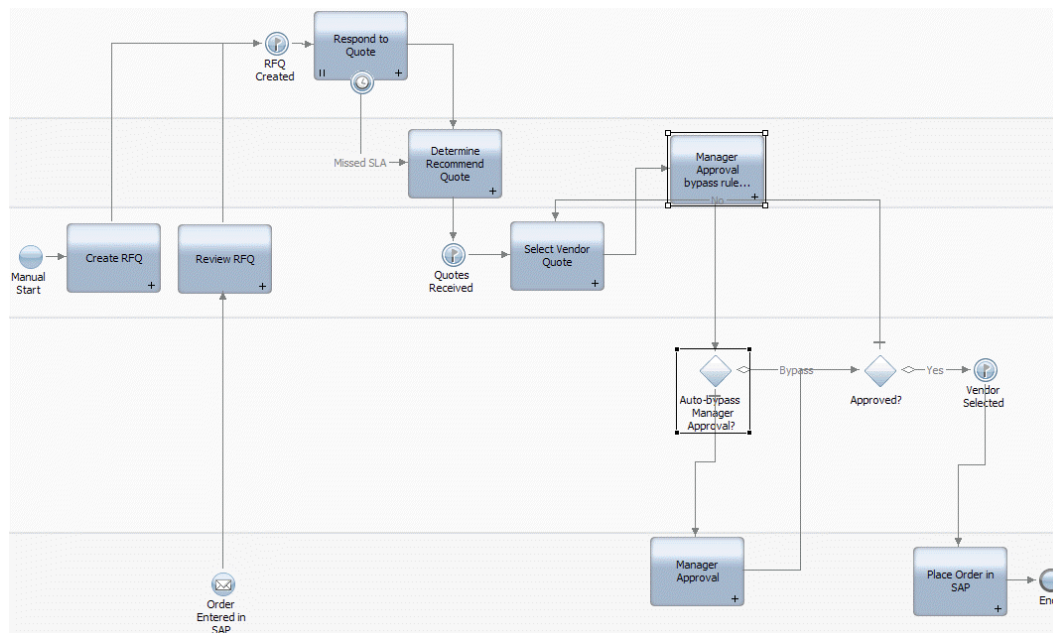 Respond to
Quote
RFQ
Created
Missed SLA
Determine
Recommend
Quote
Manager
Approval
bypass rule...
No
Manual
Start
Create RFQ
Review RFQ
Quotes
Received
Select Vendor
Quote
Bypass
Auto-bypass
Manager
Approval?
Approved?
Yes
Vendor
Selected
Manager
Approval
Place Order in
SAP
Order
Entered in
SAP